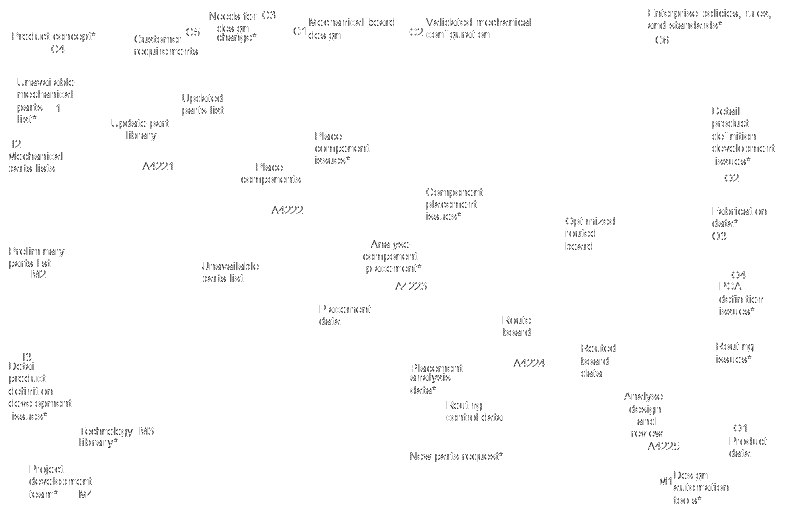 Product concept*
C4
Customer
requirements
C5
Needs for
design
change*
C3
C1
Mechanical board
design
C2
Validated mechanical
configuration
Enterprise policies, rules,
and standards*
C6
Unavailable
mechanical
parts
list*
Updated
parts list
Update part
library
A4221
I2
Mechanical
parts lists
Place
components
A4222
Place
component
issues*
Detail
product
definition
development
issues*
O2
Component
placement
issues*
Optimized
routed
board
Fabrication
data*
O3
Preliminary
parts list
M2
Unavailable
parts list
Analyze
component
placement*
A4223
O4
PCA
definition
issues*
Placement
data
Route
board
A4224
Routed
board
data
Routing
issues*
I3
Detail
product
definition
development
issues*
Placement
analysis
data*
Routing
control data
Analyze
design
and
review
A4225
O1
Product
data
Technology M3
library*
New parts request*
Project
development
team*
M4
M1
Design
automation
tools*